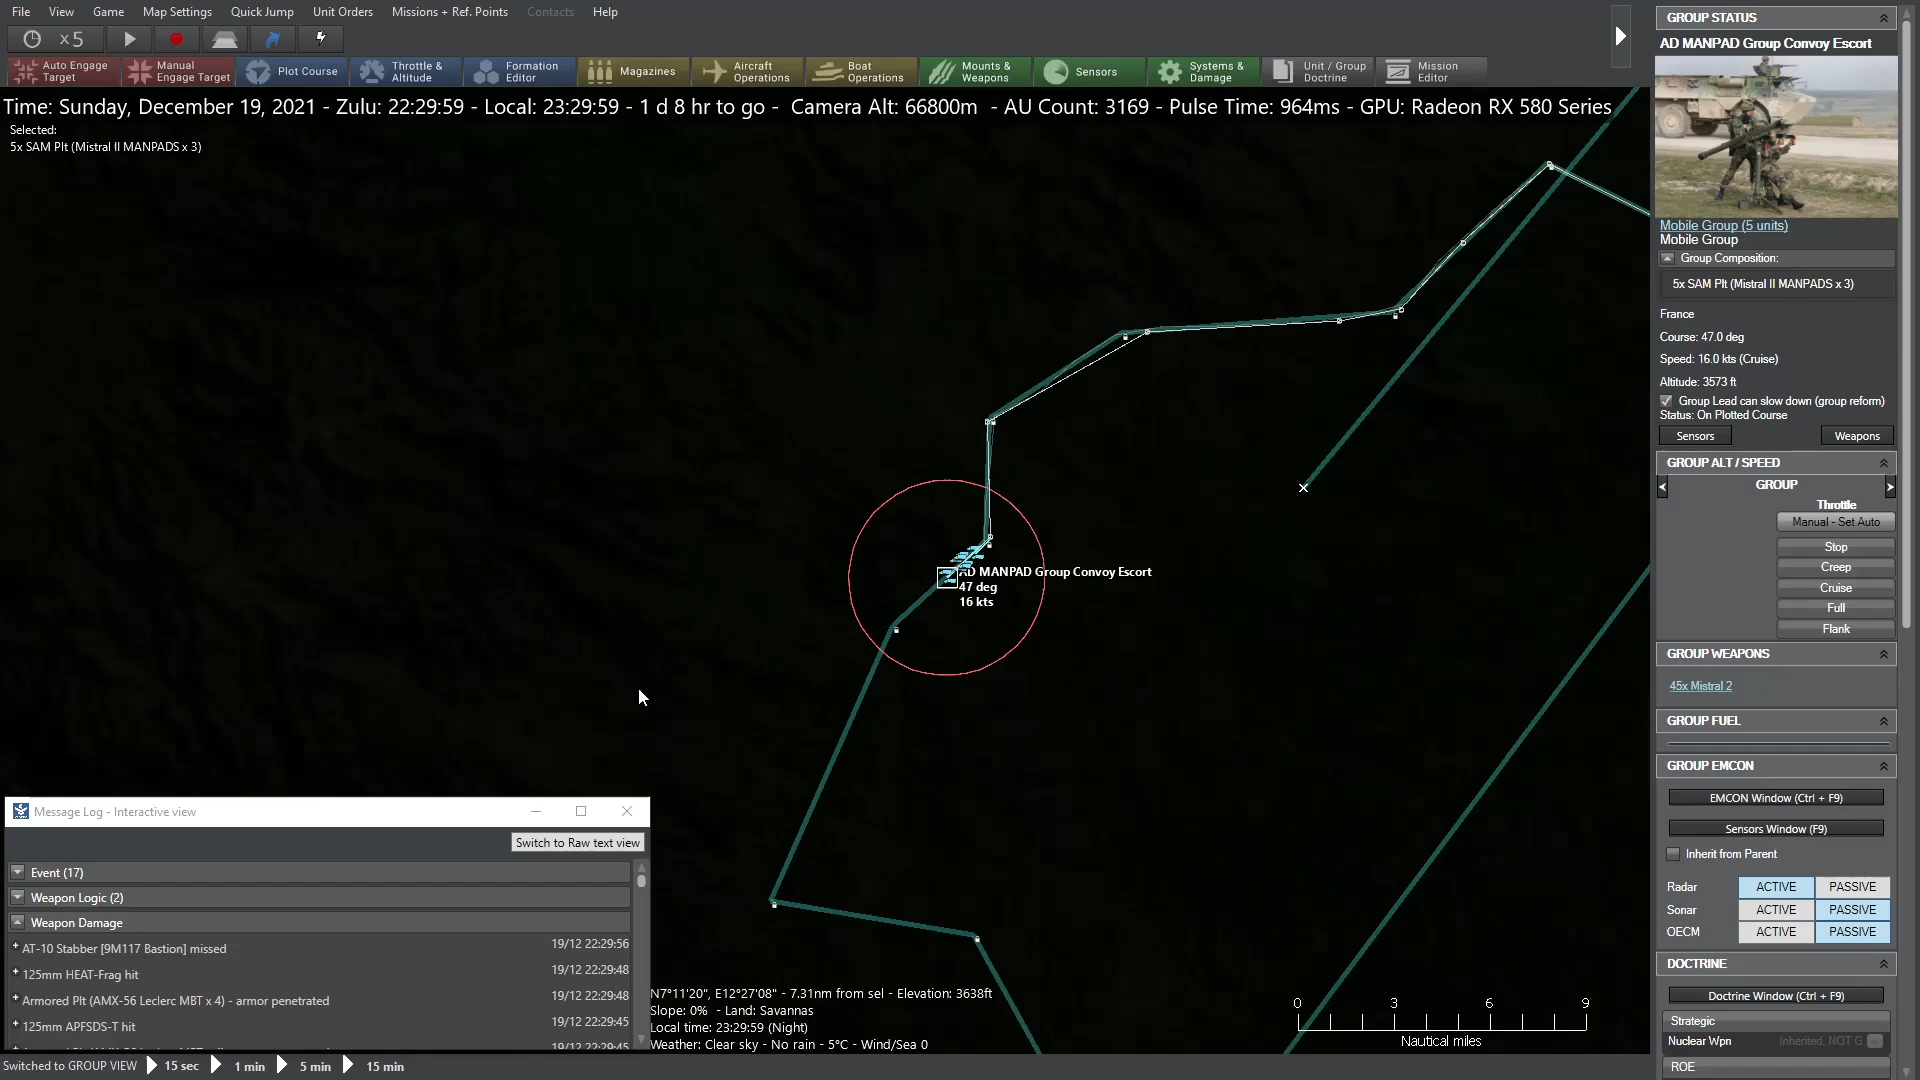 File View Game Map Settings Quick Jump Unit Orders Missions + Ref. Points Contacts Help
x5
Auto Engage Target
Manual Engage Target
Plot Course
Throttle & Altitude
Formation Editor
Magazines
Aircraft Operations
Boat Operations
Mounts & Weapons
Sensors
Systems & Damage
Unit / Group Doctrine
Mission Editor
Time: Sunday, December 19, 2021 - Zulu: 22:29:59 - Local: 23:29:59 - 1 d 8 hr to go - Camera Alt: 66800m - AU Count: 3169 - Pulse Time: 964ms - GPU: Radeon RX 580 Series
Selected:
5x SAM Plt (Mistral II MANPADS x 3)
AD MANPAD Group Convoy Escort
47 deg
16 kts
Message Log - Interactive view
Switch to Raw text view
Event (17)
Weapon Logic (2)
Weapon Damage
AT-10 Stabber [9M117 Bastion] missed 19/12 22:29:56
125mm HEAT-Frag hit 19/12 22:29:48
Armored Plt (AMX-56 Leclerc MBT x 4) - armor penetrated 19/12 22:29:48
125mm APFSDS-T hit 19/12 22:29:45
19/12 22:29:45
N7°11'20", E12°27'08" - 7.31nm from sel - Elevation: 3638ft
Slope: 0% - Land: Savannas
Local time: 23:29:59 (Night)
Weather: Clear sky - No rain - 5°C - Wind/Sea 0
0 3 6 9
Nautical miles
Switched to GROUP VIEW 15 sec 1 min 5 min 15 min
GROUP STATUS
AD MANPAD Group Convoy Escort
Mobile Group (5 units)
Mobile Group
Group Composition:
5x SAM Plt (Mistral II MANPADS x 3)
France
Course: 47.0 deg
Speed: 16.0 kts (Cruise)
Altitude: 3573 ft
Group Lead can slow down (group reform)
Status: On Plotted Course
Sensors Weapons
GROUP ALT / SPEED
GROUP
Throttle
Manual - Set Auto
Stop
Creep
Cruise
Full
Flank
GROUP WEAPONS
45x Mistral 2
GROUP FUEL
GROUP EMCON
EMCON Window (Ctrl + F9)
Sensors Window (F9)
Inherit from Parent
Radar ACTIVE PASSIVE
Sonar ACTIVE PASSIVE
OECM ACTIVE PASSIVE
DOCTRINE
Doctrine Window (Ctrl + F9)
Strategic
Nuclear Wpn Inherited, NOT G
ROE